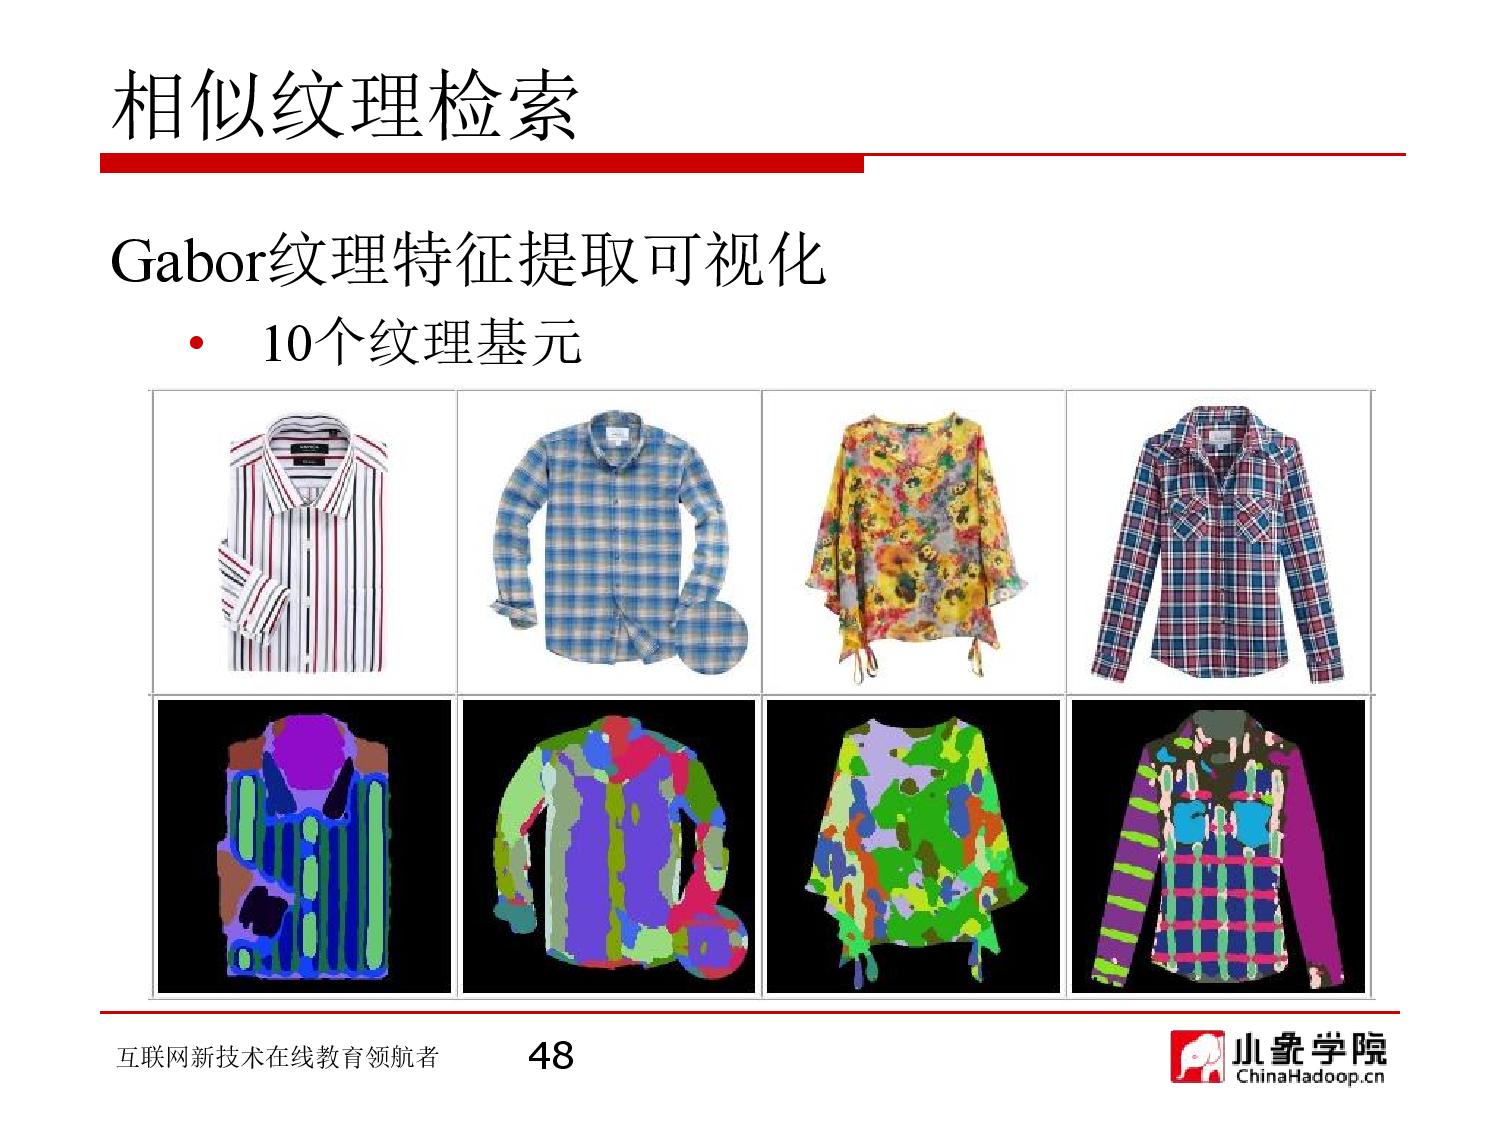 相似纹理检索
Gabor纹理特征提取可视化
• 10个纹理基元
互联网新技术在线教育领航者
48
小象学院
ChinaHadoop.cn